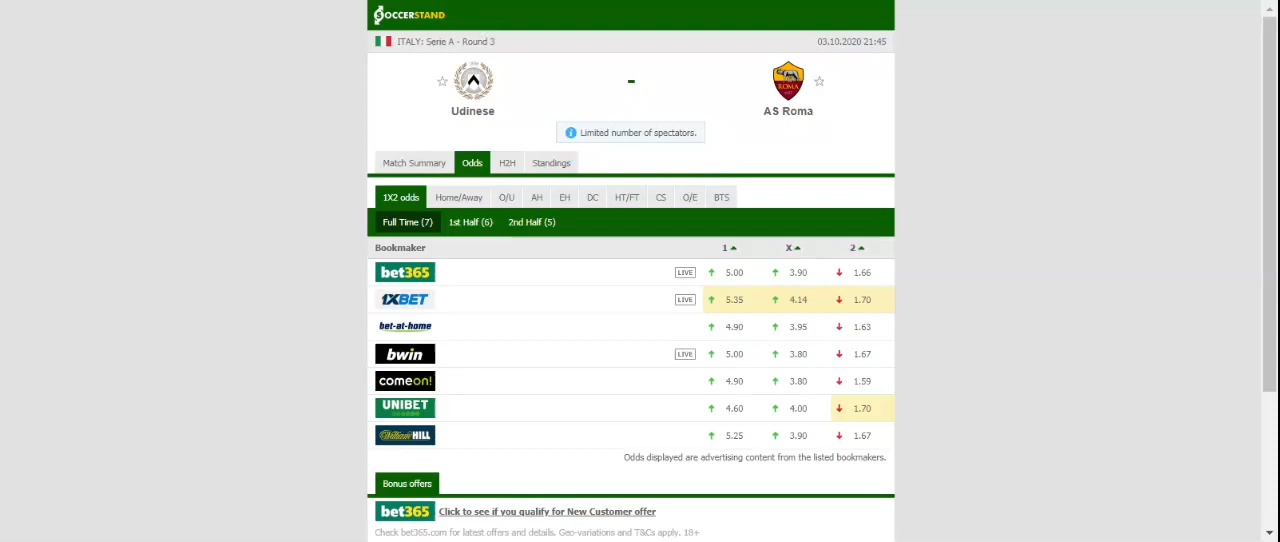 SOCCERSTAND
ITALY: Serie A - Round 3 03.10.2020 21:45
-
Udinese AS Roma
Limited number of spectators.
Match Summary Odds H2H Standings
1X2 odds Home/Away O/U AH EH DC HT/FT CS O/E BTS
Full Time (7) 1st Half (6) 2nd Half (5)
Bookmaker 1 X 2
bet365 LIVE 5.00 3.90 1.66
1XBET LIVE 5.35 4.14 1.70
bet-at-home 4.90 3.95 1.63
bwin LIVE 5.00 3.80 1.67
comeon! 4.90 3.80 1.59
UNIBET 4.60 4.00 1.70
William HILL 5.25 3.90 1.67
Odds displayed are advertising content from the listed bookmakers.
Bonus offers
bet365 Click to see if you qualify for New Customer offer
Check bet365.com for latest offers and details. Geo-variations and T&Cs apply. 18+